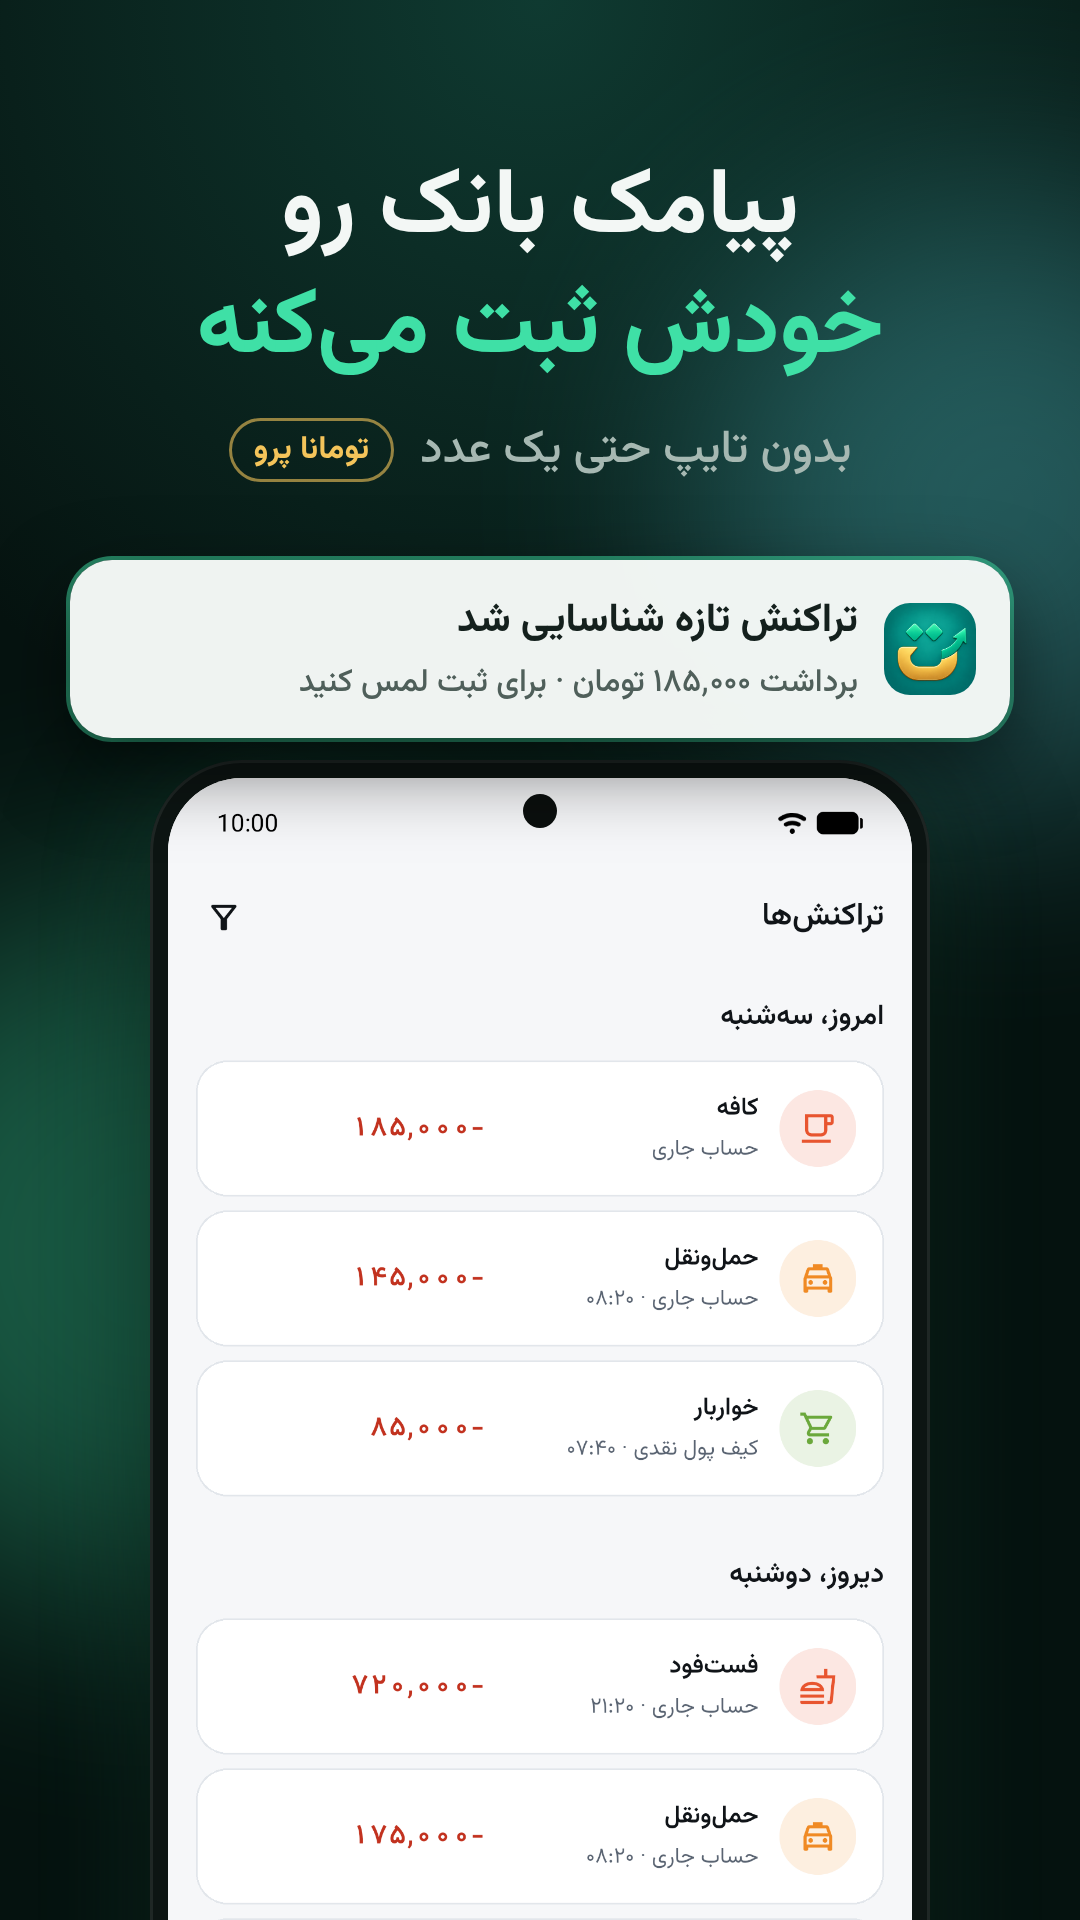 پیامک بانک رو
خودش ثبت می‌کنه
بدون تایپ حتی یک عدد تومانا پرو
تراکنش تازه شناسایی شد
برداشت ۱۸۵,۰۰۰ تومان · برای ثبت لمس کنید
10:00
تراکنش‌ها
امروز، سه‌شنبه
کافه
حساب جاری
-۱۸۵,۰۰۰
حمل‌ونقل
حساب جاری · ۰۸:۲۰
-۱۴۵,۰۰۰
خواربار
کیف پول نقدی · ۰۷:۴۰
-۸۵,۰۰۰
دیروز، دوشنبه
فست‌فود
حساب جاری · ۲۱:۲۰
-۷۲۰,۰۰۰
حمل‌ونقل
حساب جاری · ۰۸:۲۰
-۱۷۵,۰۰۰